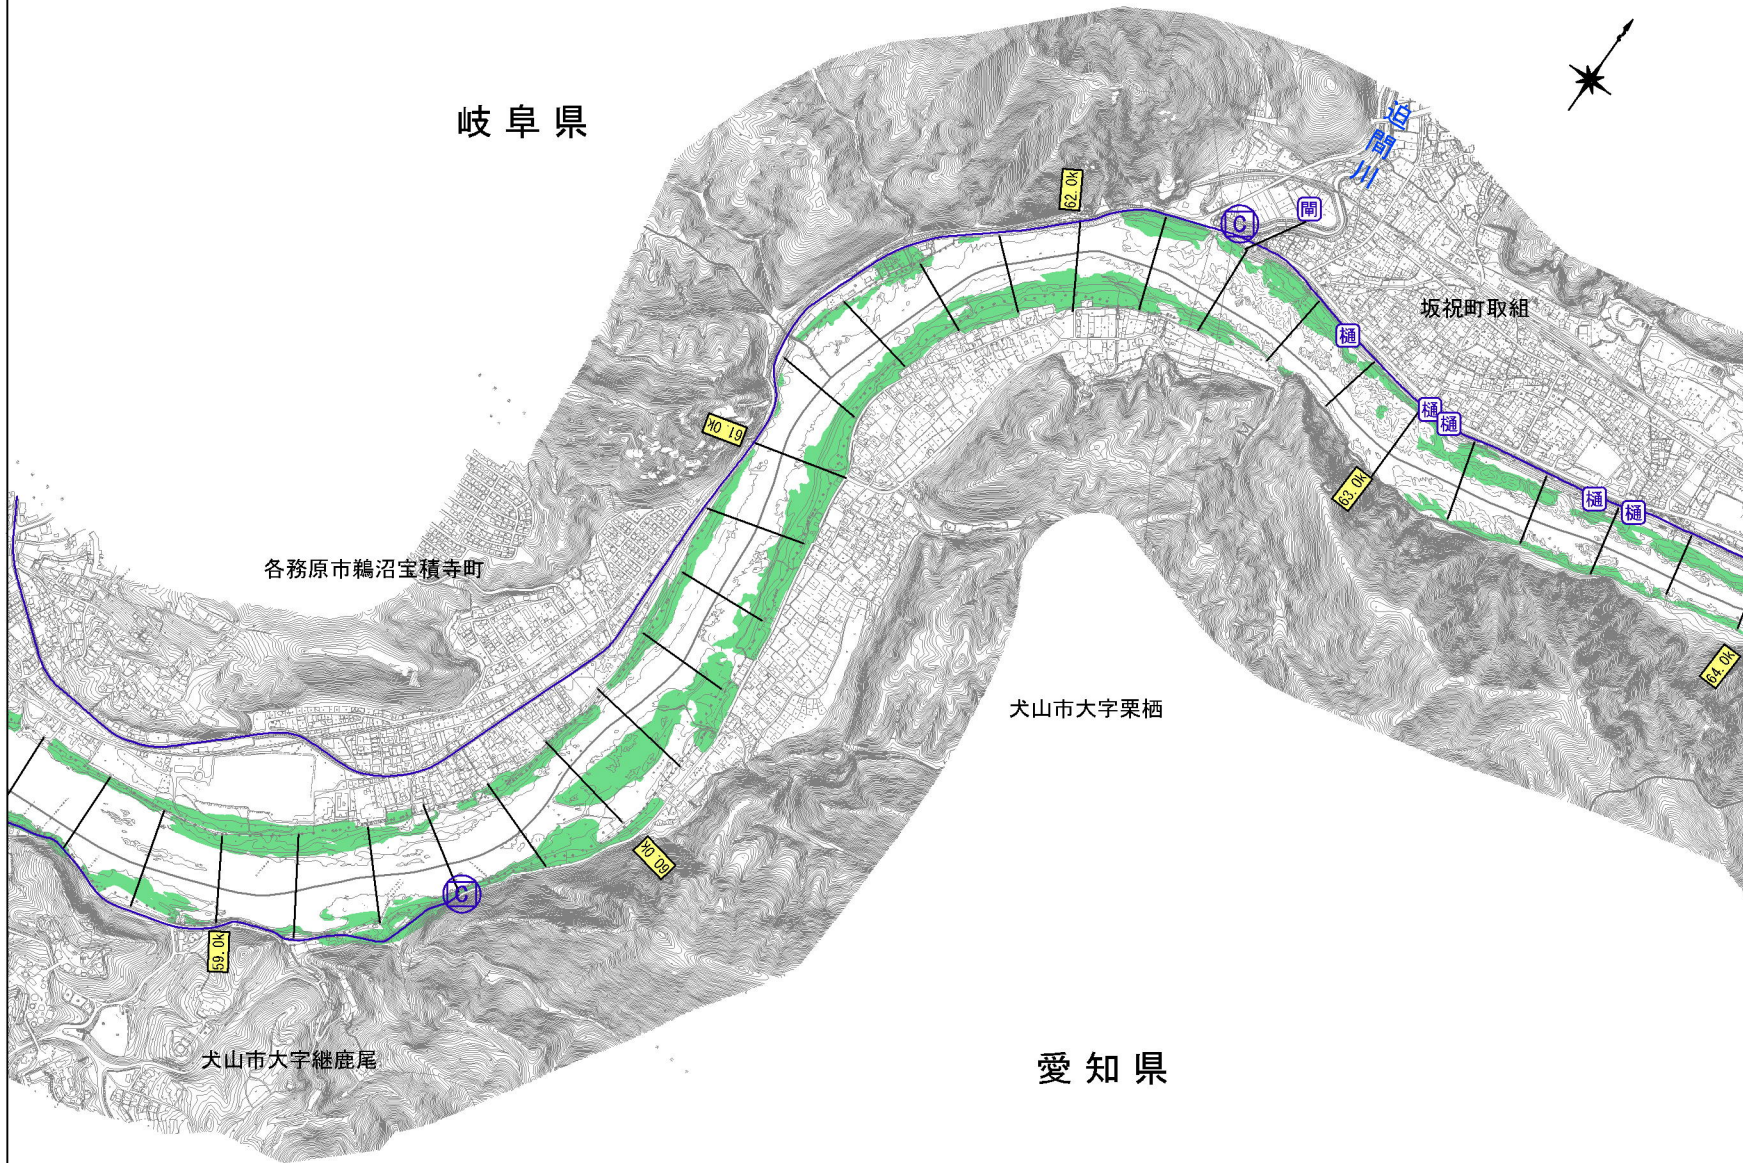 岐阜県
迫間川
62.0k
C
閘
坂祝町取組
樋
樋
樋
61.0k
63.0k
樋
樋
各務原市鵜沼宝積寺町
64.0k
犬山市大字栗栖
60.0k
C
59.0k
犬山市大字継鹿尾
愛知県